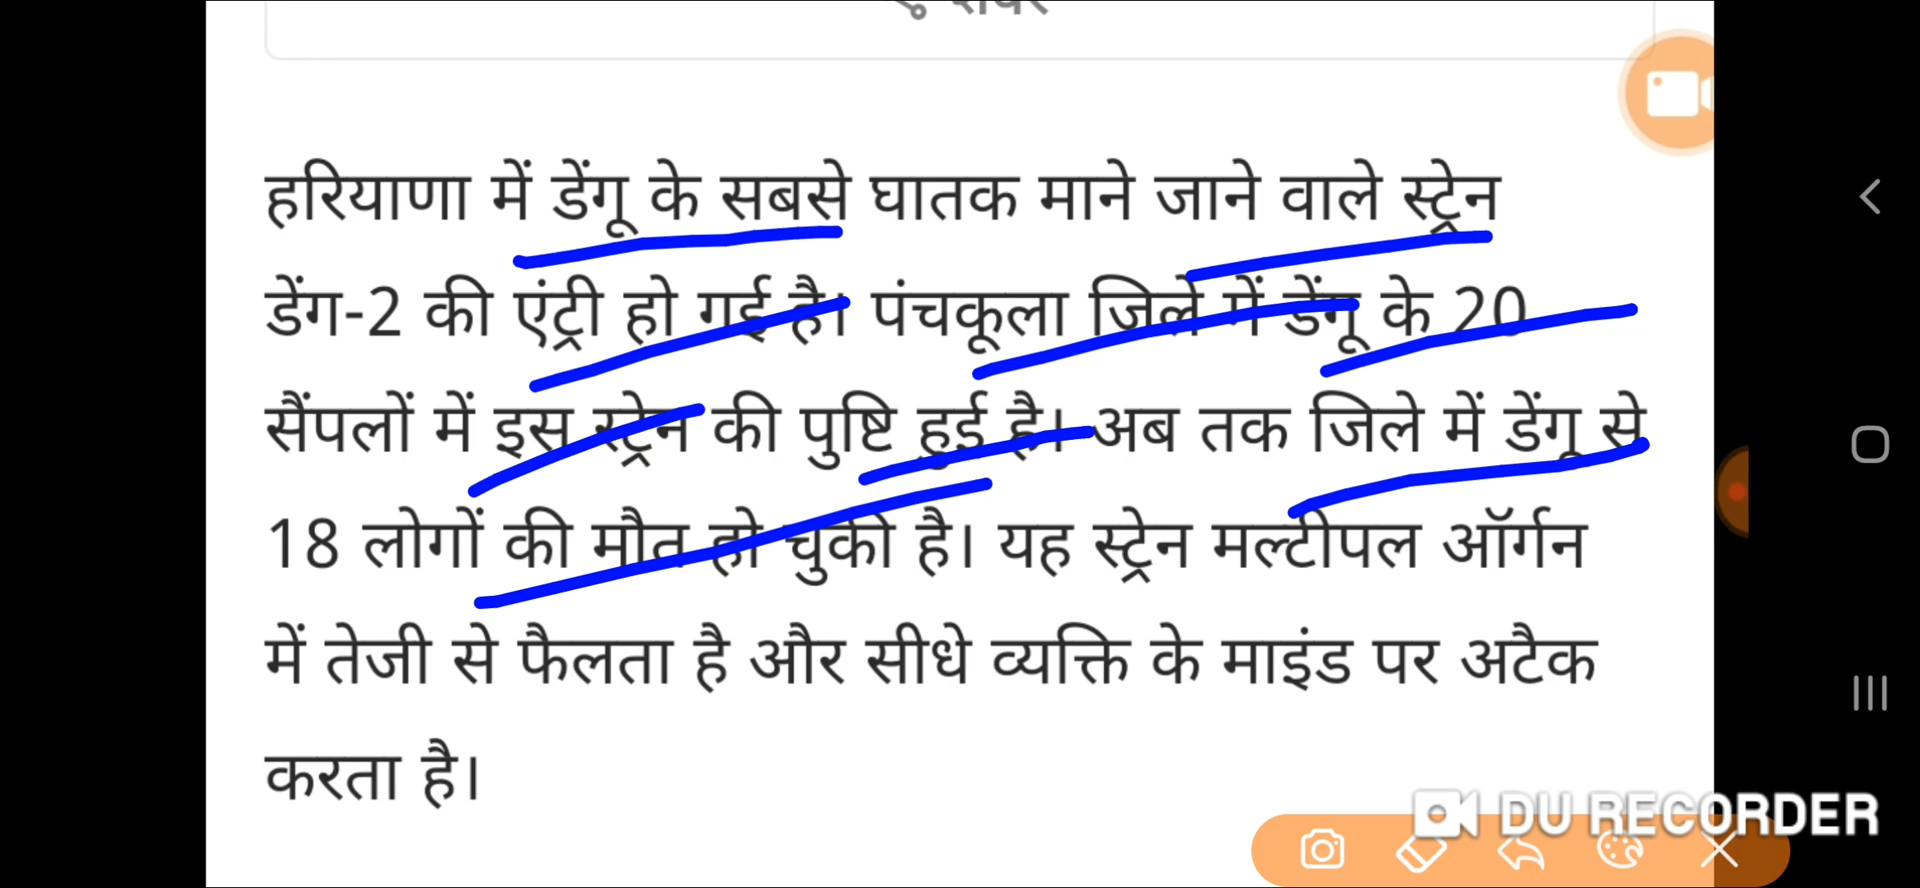 हरियाणा में डेंगू के सबसे घातक माने जाने वाले स्ट्रेन
डेंग-2 की एंट्री हो गई है। पंचकूला जिले में डेंगू के 20
सैंपलों में इस स्ट्रेन की पुष्टि हुई है। अब तक जिले में डेंगू से
18 लोगों की मौत हो चुकी है। यह स्ट्रेन मल्टीपल ऑर्गन
में तेजी से फैलता है और सीधे व्यक्ति के माइंड पर अटैक
करता है।
DU RECORDER